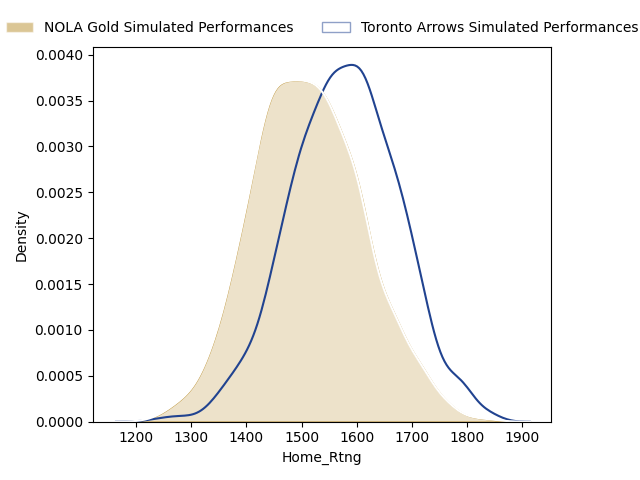 NOLA Gold Simulated Performances Toronto Arrows Simulated Performances
0.0040
0.0035
0.0030
0.0025
0.0020
0.0015
0.0010
0.0005
0.0000
Density
1200 1300 1400 1500 1600 1700 1800 1900
Home_Rtng